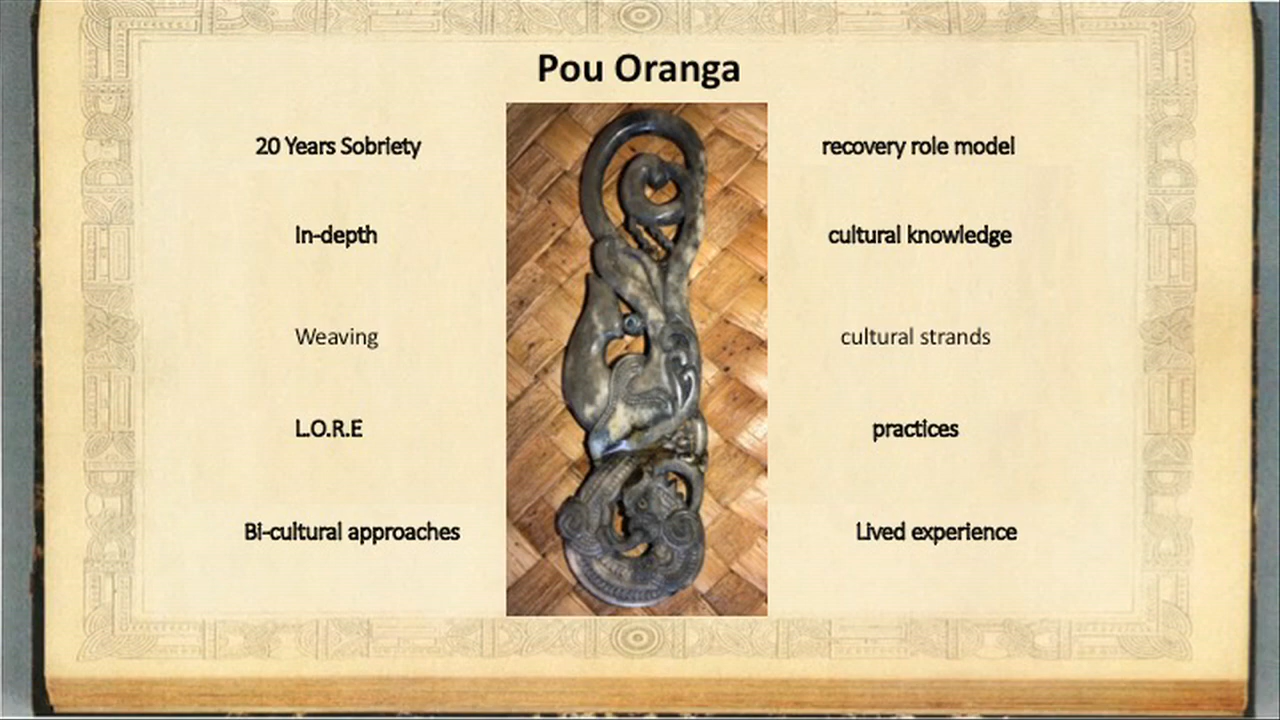 Pou Oranga
20 Years Sobriety recovery role model
In-depth cultural knowledge
Weaving cultural strands
L.O.R.E practices
Bi-cultural approaches Lived experience